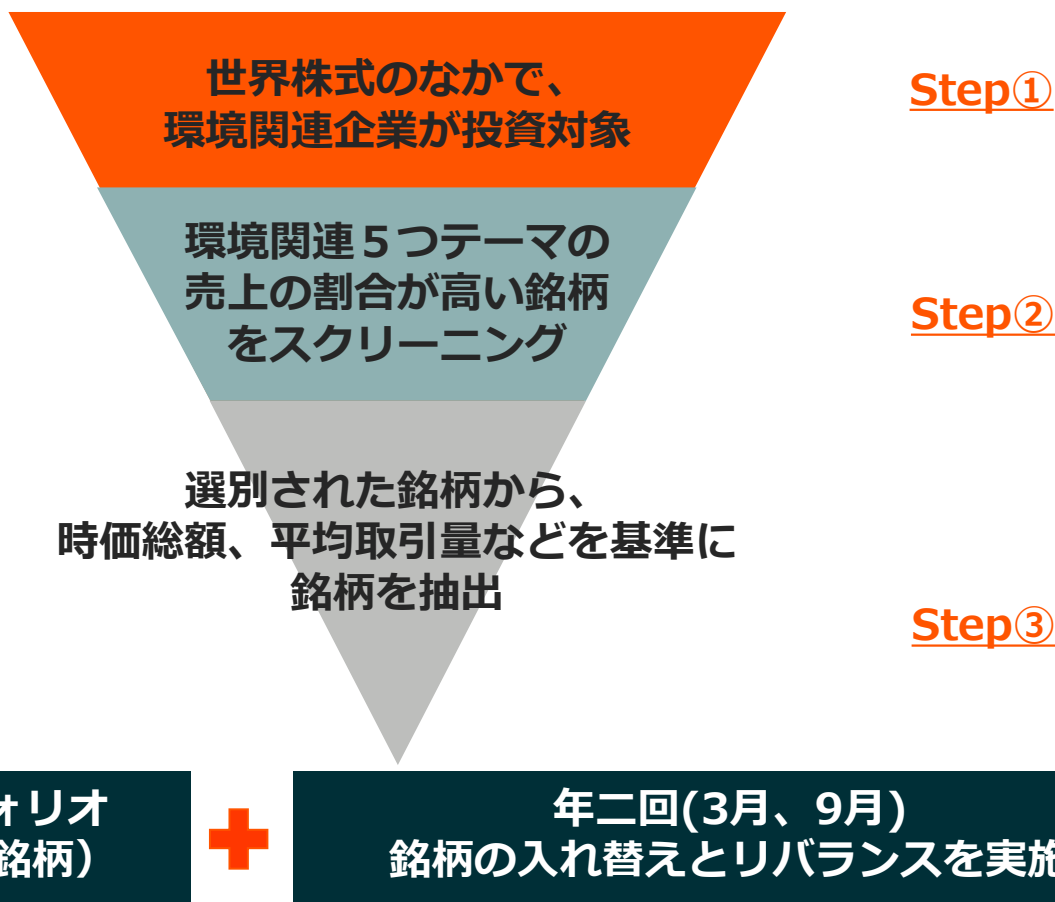 世界株式のなかで、
環境関連企業が投資対象
Step①
環境関連５つテーマの
売上の割合が高い銘柄
をスクリーニング
Step②
選別された銘柄から、
時価総額、平均取引量などを基準に
銘柄を抽出
Step③
ォリオ
銘柄）
年二回(3月、9月)
銘柄の入れ替えとリバランスを実施